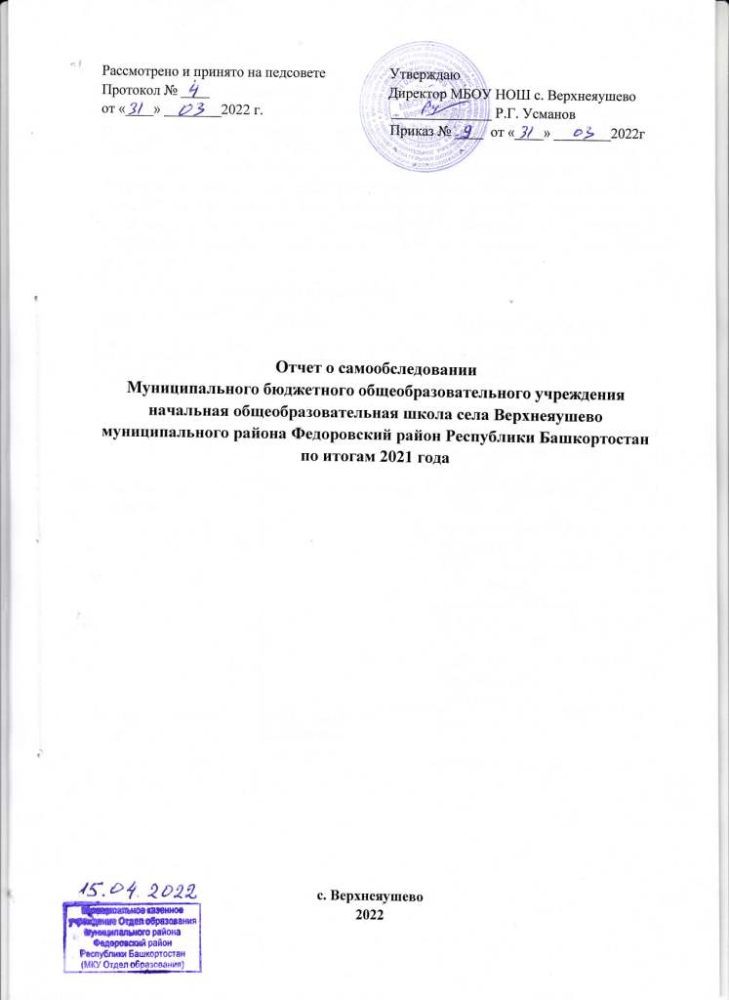 Рассмотрено и принято на педсовете
Протокол № 4
от «31» 03 2022 г.
Утверждаю
Директор МБОУ НОШ с. Верхнеяушево
Р.Г. Усманов
Приказ № 9 от «31» 03 2022г
Отчет о самообследовании
Муниципального бюджетного общеобразовательного учреждения
начальная общеобразовательная школа села Верхнеяушево
муниципального района Федоровский район Республики Башкортостан
по итогам 2021 года
15.04.2022
Муниципальное казенное
учреждение Отдел образования
муниципального района
Федоровский район
Республики Башкортостан
(МКУ Отдел образования)
с. Верхнеяушево
2022